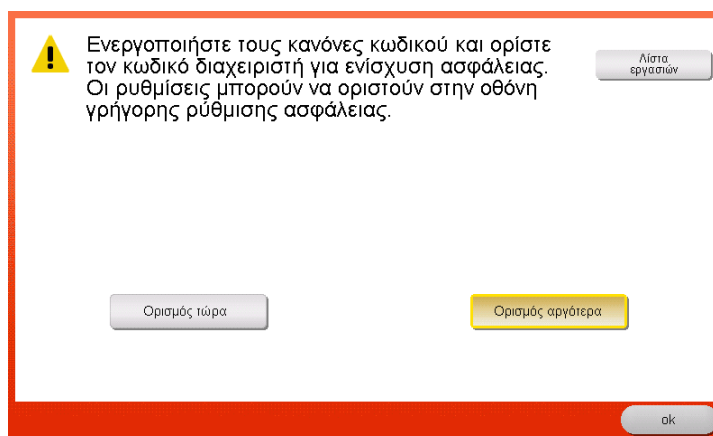 Ενεργοποιήστε τους κανόνες κωδικού και ορίστε
τον κωδικό διαχειριστή για ενίσχυση ασφάλειας.
Οι ρυθμίσεις μπορούν να οριστούν στην οθόνη
γρήγορης ρύθμισης ασφάλειας.
Λίστα
εργασιών
Ορισμός τώρα
Ορισμός αργότερα
ok